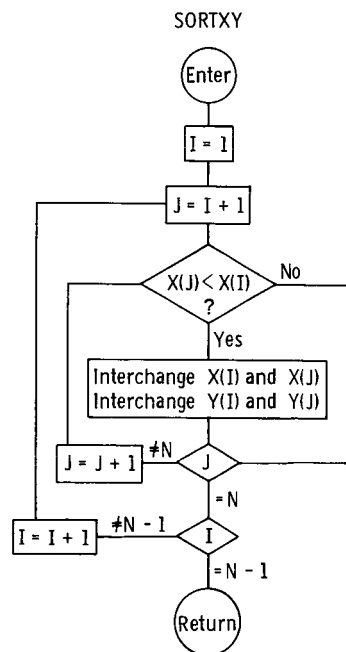 SORTXY
Enter
I = 1
J = I + 1
X(J) < X(I)
?
No
Yes
Interchange X(I) and X(J)
Interchange Y(I) and Y(J)
J = J + 1
≠N
J
= N
I = I + 1
≠N - 1
I
= N - 1
Return